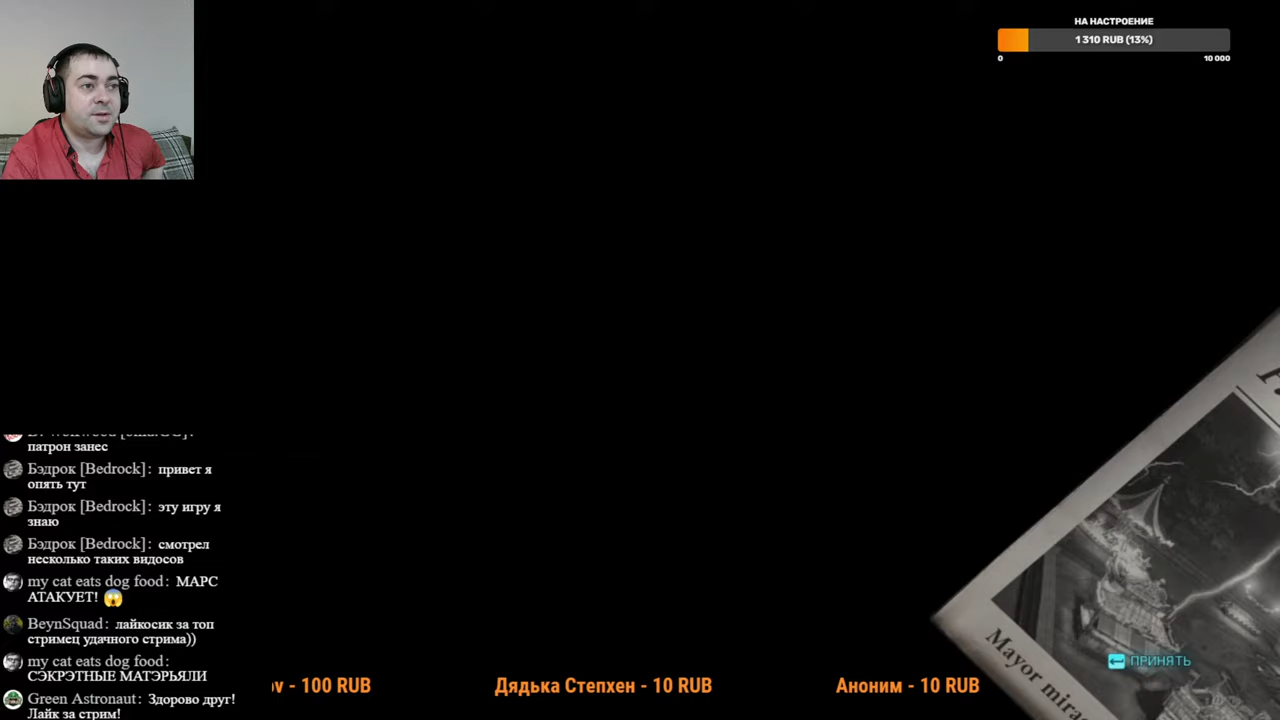 НА НАСТРОЕНИЕ
1 310 RUB (13%)
0
10 000
патрон занес
Бэдрок [Bedrock]: привет я
опять тут
Бэдрок [Bedrock]: эту игру я
знаю
Бэдрок [Bedrock]: смотрел
несколько таких видосов
my cat eats dog food: МАРС
АТАКУЕТ!
BeynSquad: лайкосик за топ
стримец удачного стрима))
my cat eats dog food:
СЭКРЭТНЫЕ МАТЭРЬЯЛИ
Green Astronaut: Здорово друг!
Лайк за стрим!
- 100 RUB
Дядька Степхен - 10 RUB
Аноним - 10 RUB
Mayor
ПРИНЯТЬ